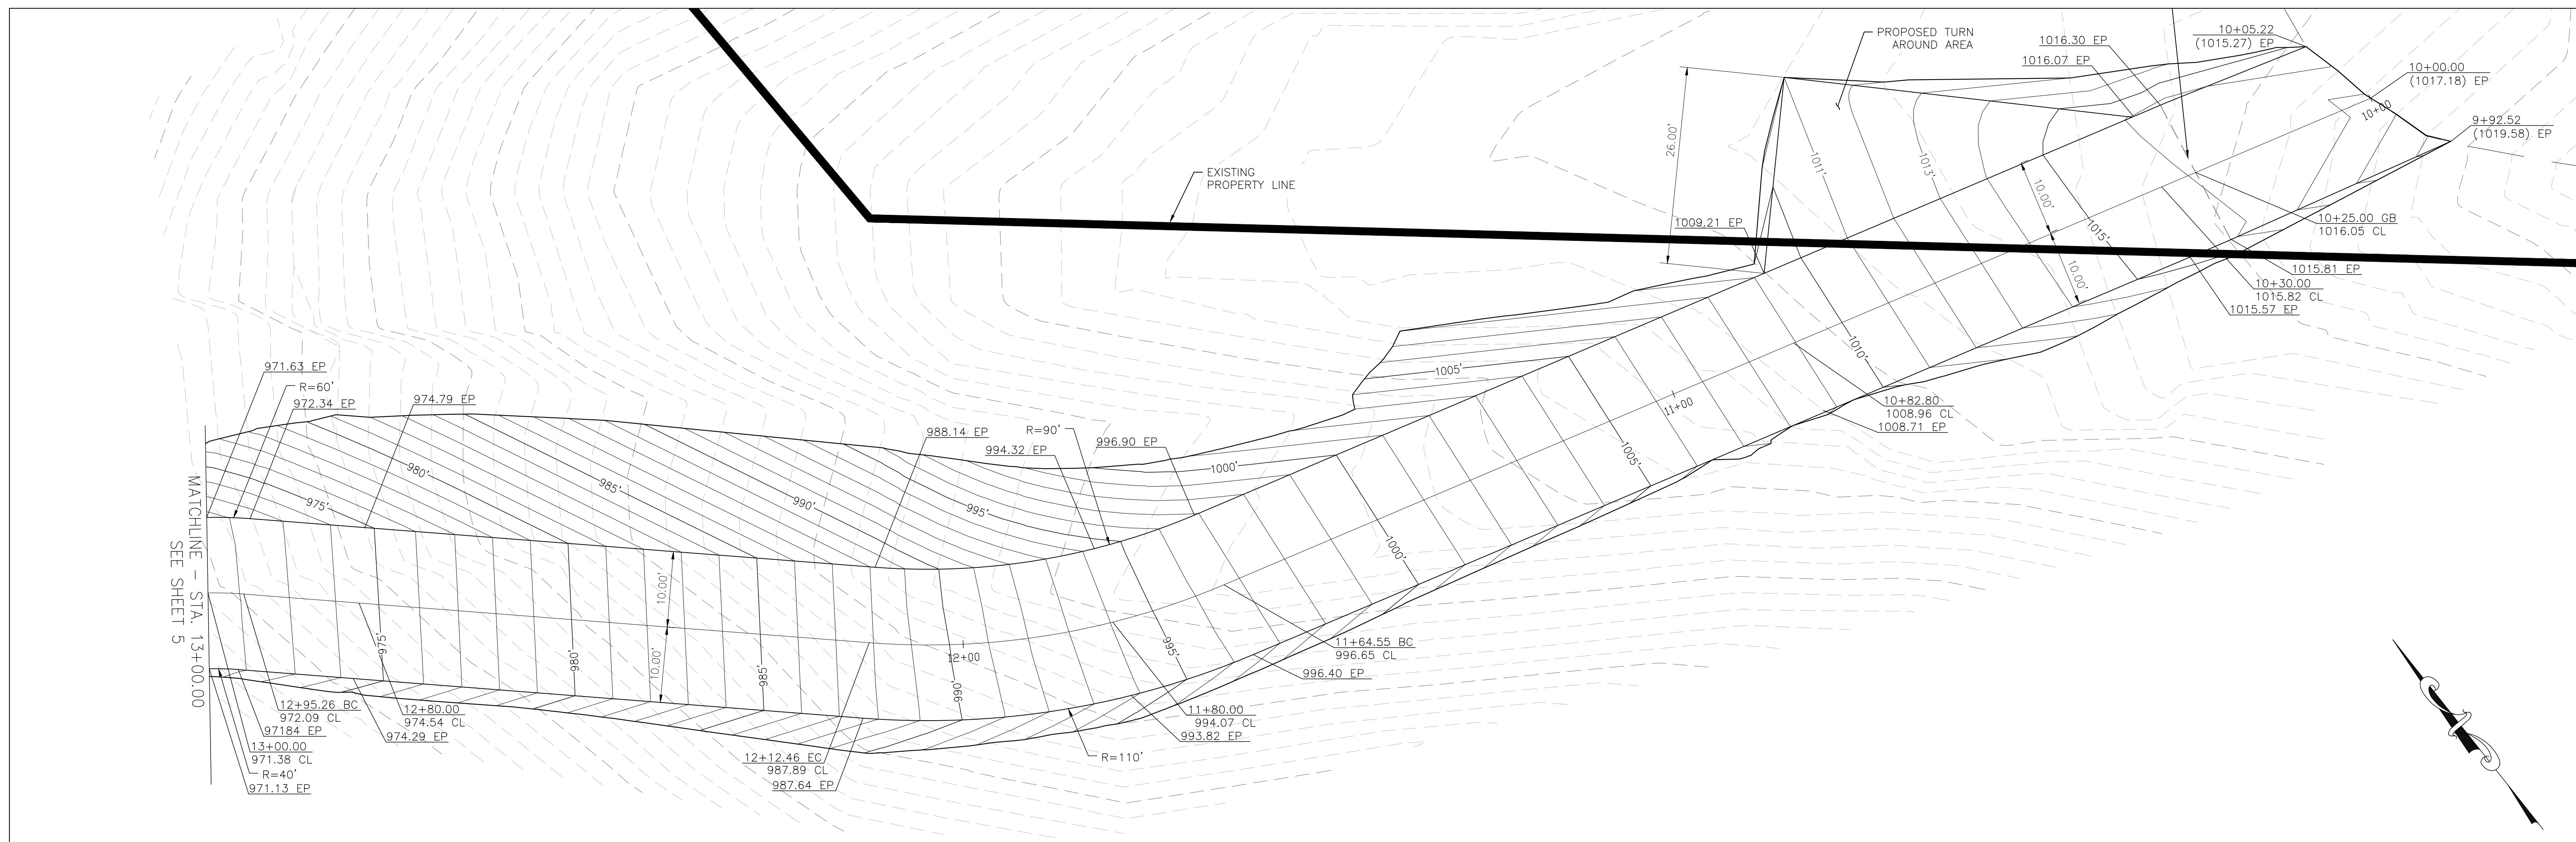 PROPOSED TURN
AROUND AREA
1016.30 EP
1016.07 EP
10+05.22
(1015.27) EP
10+00.00
(1017.18) EP
10+00
9+92.52
(1019.58) EP
26.00'
1011'
1013'
10.00'
10.00'
1015'
EXISTING
PROPERTY LINE
1009.21 EP
10+25.00 GB
1016.05 CL
1015.81 EP
10+30.00
1015.82 CL
1015.57 EP
1010'
10+82.80
1008.96 CL
1008.71 EP
11+00
1005'
1005'
971.63 EP
R=60'
972.34 EP
974.79 EP
988.14 EP
R=90'
994.32 EP
996.90 EP
1000'
1000'
980'
975'
985'
990'
995'
MATCHLINE - STA. 13+00.00
SEE SHEET 5
10.00'
10.00'
975'
980'
985'
990'
995'
12+00
11+64.55 BC
996.65 CL
996.40 EP
11+80.00
994.07 CL
993.82 EP
R=110'
12+12.46 EC
987.89 CL
987.64 EP
12+95.26 BC
972.09 CL
97184 EP
12+80.00
974.54 CL
974.29 EP
13+00.00
971.38 CL
R=40'
971.13 EP